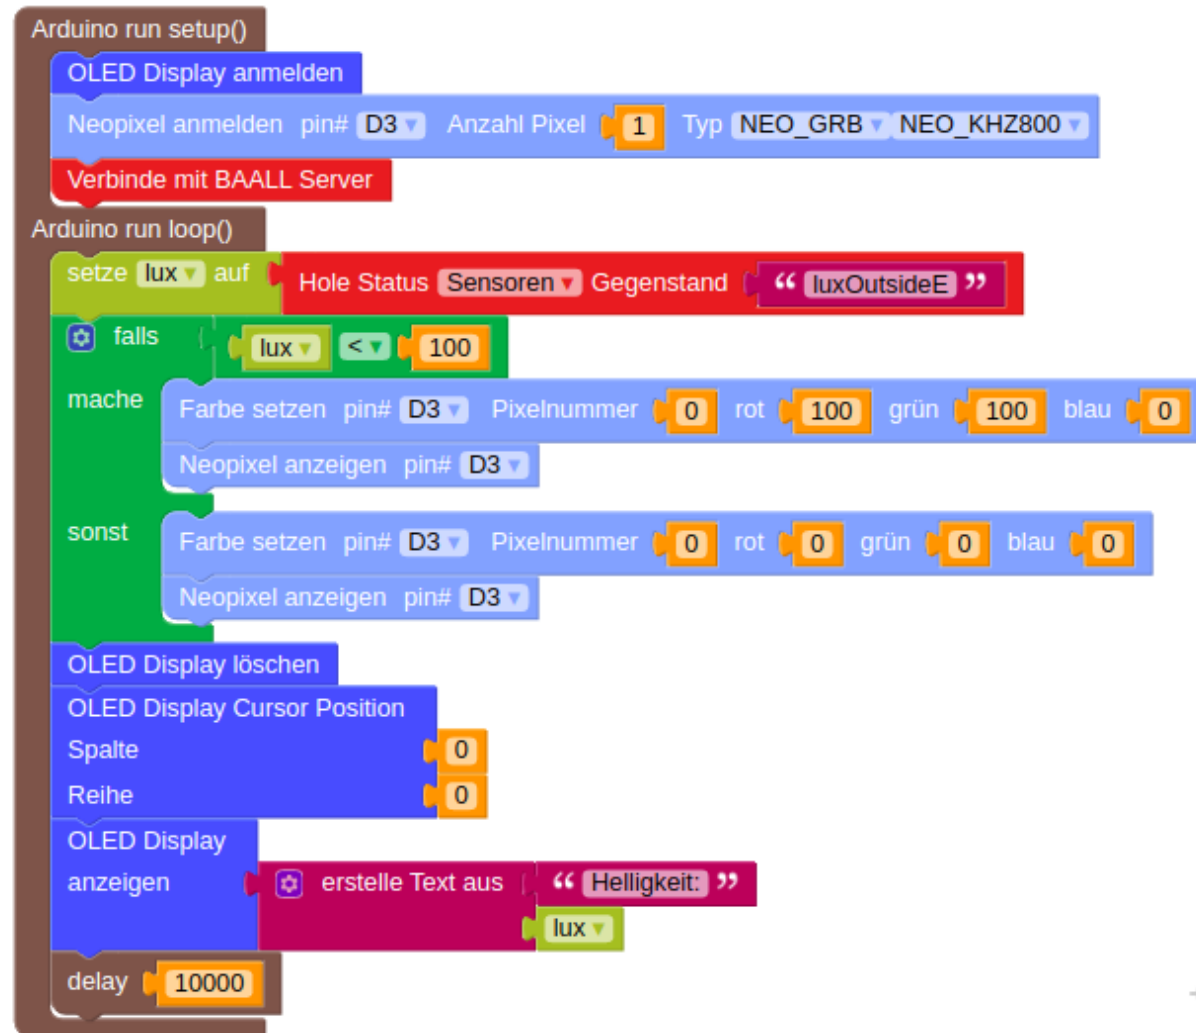 Arduino run setup()
OLED Display anmelden
Neopixel anmelden pin# D3 Anzahl Pixel 1 Typ NEO_GRB NEO_KHZ800
Verbinde mit BAALL Server
Arduino run loop()
setze lux auf Hole Status Sensoren Gegenstand “ luxOutsideE ”
falls lux < 100
mache Farbe setzen pin# D3 Pixelnummer 0 rot 100 grün 100 blau 0
Neopixel anzeigen pin# D3
sonst Farbe setzen pin# D3 Pixelnummer 0 rot 0 grün 0 blau 0
Neopixel anzeigen pin# D3
OLED Display löschen
OLED Display Cursor Position
Spalte 0
Reihe 0
OLED Display
anzeigen erstelle Text aus “ Helligkeit: ”
lux
delay 10000